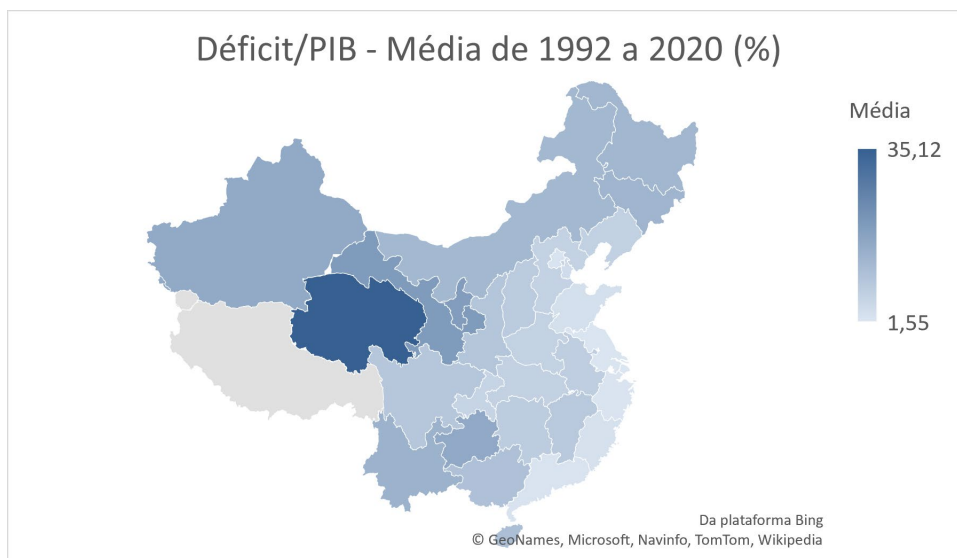 Déficit/PIB - Média de 1992 a 2020 (%)
Média
35,12
1,55
Da plataforma Bing
© GeoNames, Microsoft, Navinfo, TomTom, Wikipedia